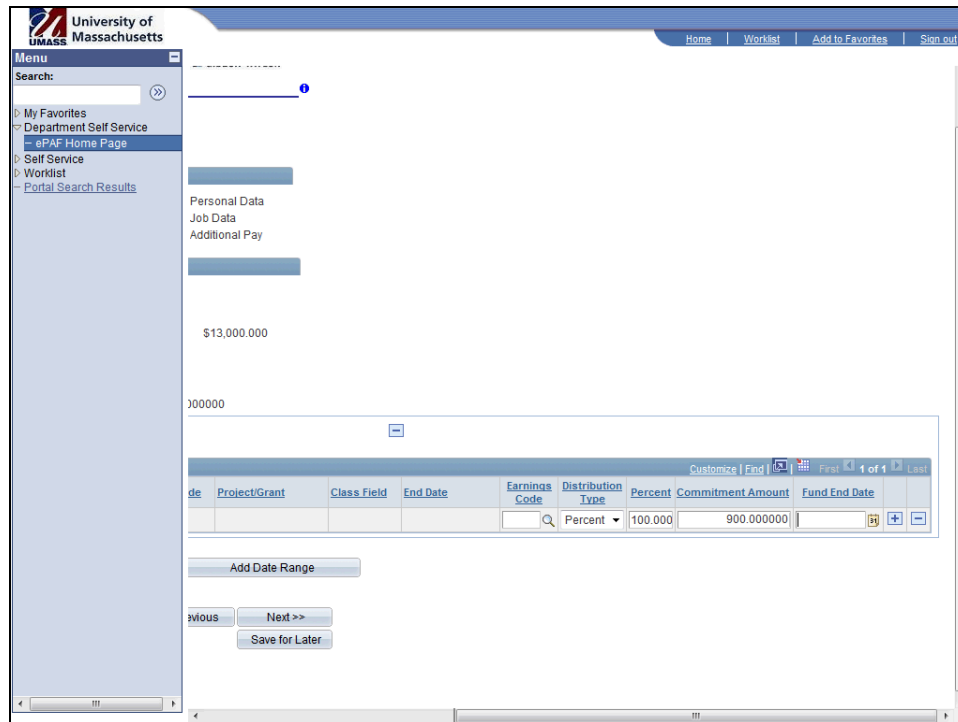 University of
Massachusetts
UMASS
Home | Worklist | Add to Favorites | Sign out
Menu
Search:
My Favorites
Department Self Service
ePAF Home Page
Self Service
Worklist
Portal Search Results
Personal Data
Job Data
Additional Pay
$13,000.000
000000
Customize | Find | First 1 of 1 Last
de Project/Grant Class Field End Date Earnings Code Distribution Type Percent Commitment Amount Fund End Date
Percent 100.000 900.000000
Add Date Range
evious Next >>
Save for Later